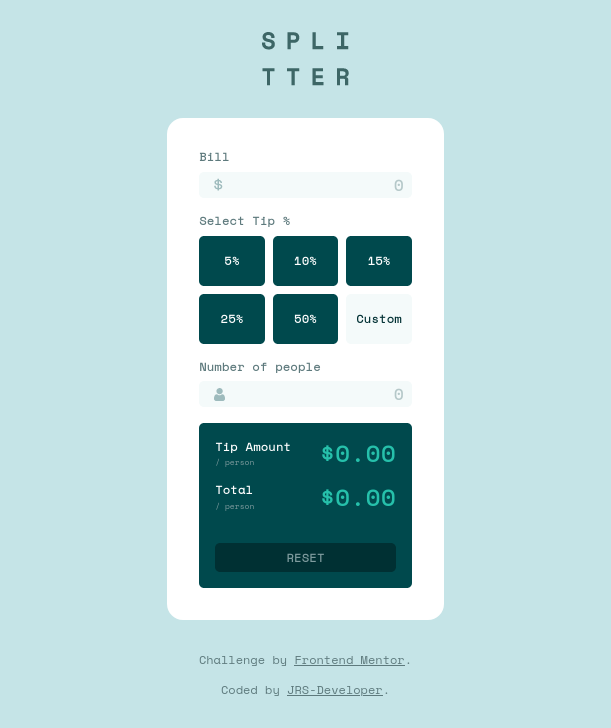 SPLI
TTER
Bill
$ 0
Select Tip %
5% 10% 15%
25% 50% Custom
Number of people
0
Tip Amount $0.00
/ person
Total $0.00
/ person
RESET
Challenge by Frontend Mentor.
Coded by JRS-Developer.